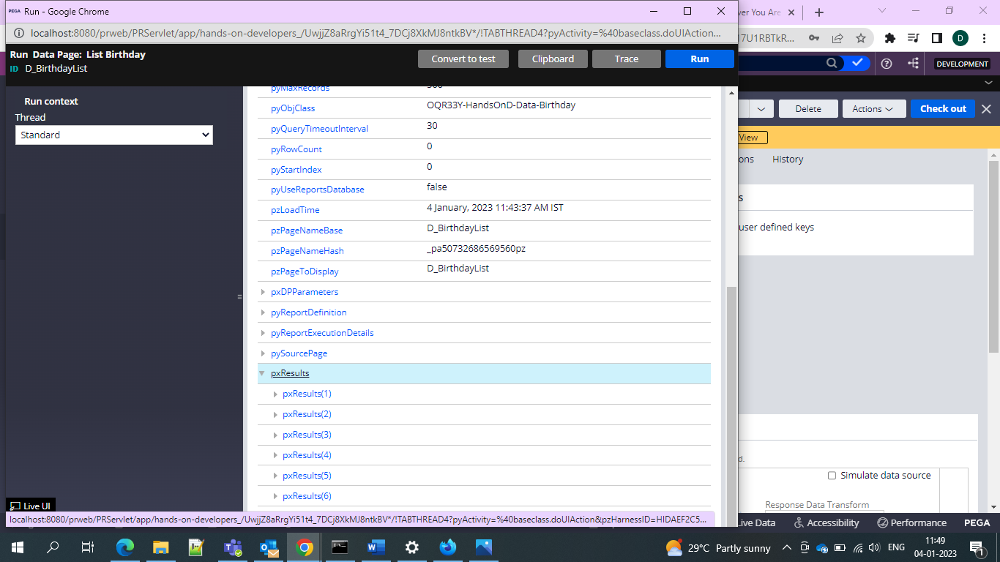 PEGA Run - Google Chrome
ver You Are
localhost:8080/prweb/PRServlet/app/hands-on-developers_/UwjjZ8aRrgYi51t4_7DCj8XkMJ8ntkBV*/!TABTHREAD4?pyActivity=%40baseclass.doUIAction...
17U1RBTkR...
D
Run Data Page: List Birthday
ID D_BirthdayList
Convert to test
Clipboard
Trace
Run
DEVELOPMENT
Run context
Thread
Standard
Delete
Actions
Check out
View
ons
History
s
user defined keys
pyMaxRecords
500
pyObjClass
OQR33Y-HandsOnD-Data-Birthday
pyQueryTimeoutInterval
30
pyRowCount
0
pyStartIndex
0
pyUseReportsDatabase
false
pzLoadTime
4 January, 2023 11:43:37 AM IST
pzPageNameBase
D_BirthdayList
pzPageNameHash
_pa50732686569560pz
pzPageToDisplay
D_BirthdayList
pxDPParameters
pyReportDefinition
pyReportExecutionDetails
pySourcePage
pxResults
pxResults(1)
pxResults(2)
pxResults(3)
pxResults(4)
pxResults(5)
pxResults(6)
d.
Simulate data source
Response Data Transform
Live UI
localhost:8080/prweb/PRServlet/app/hands-on-developers_/UwjjZ8aRrgYi51t4_7DCj8XkMJ8ntkBV*/!TABTHREAD4?pyActivity=%40baseclass.doUIAction&pzHarnessID=HIDAEF2C5...
Live Data
Accessibility
Performance
PEGA
29°C Partly sunny
ENG
11:49
04-01-2023
1